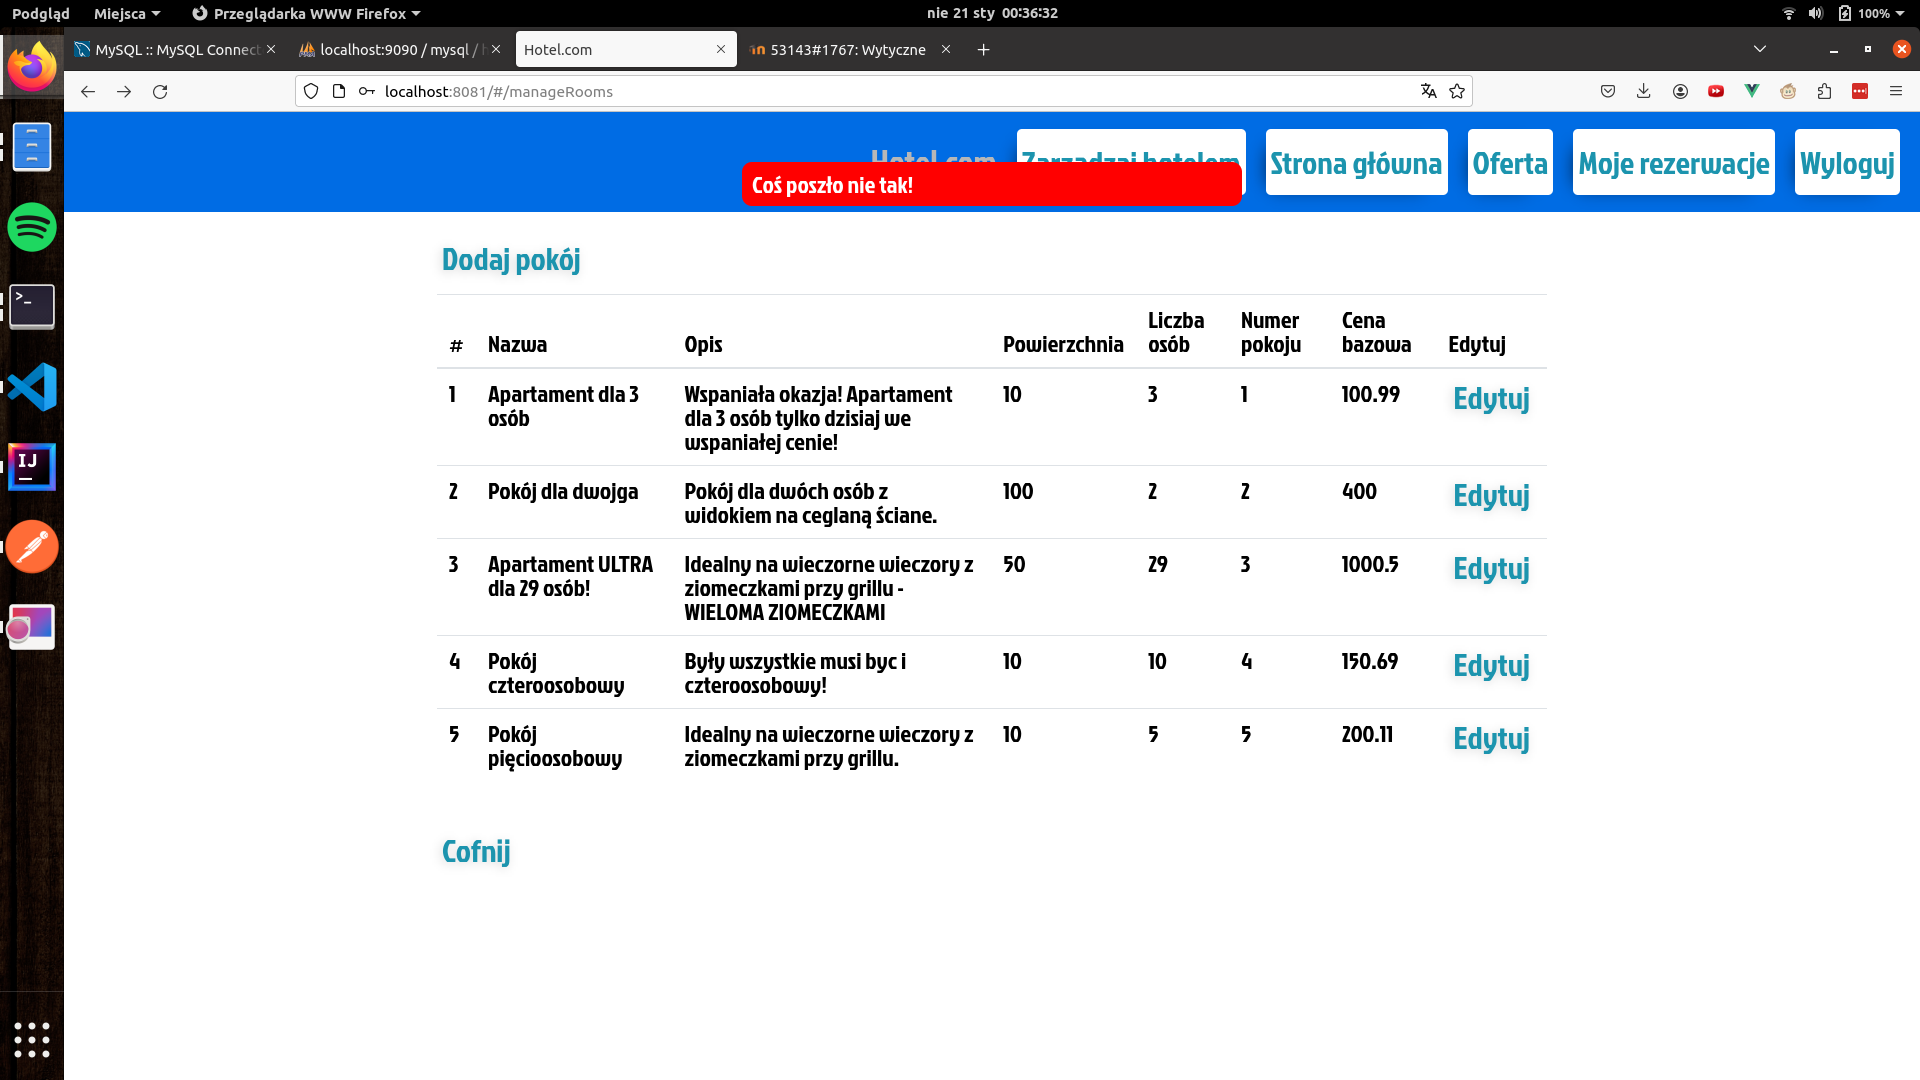 Podgląd Miejsca Przeglądarka WWW Firefox nie 21 sty 00:36:32 100%
MySQL :: MySQL Connect localhost:9090 / mysql / Hotel.com 53143#1767: Wytyczne
localhost:8081/#/manageRooms
Hotel.com Zarządzaj hotelem Strona główna Oferta Moje rezerwacje Wyloguj
Coś poszło nie tak!
Dodaj pokój
# Nazwa Opis Powierzchnia Liczba osób Numer pokoju Cena bazowa Edytuj
1 Apartament dla 3 osób Wspaniała okazja! Apartament dla 3 osób tylko dzisiaj we wspaniałej cenie! 10 3 1 100.99 Edytuj
2 Pokój dla dwojga Pokój dla dwóch osób z widokiem na ceglaną ściane. 100 2 2 400 Edytuj
3 Apartament ULTRA dla 29 osób! Idealny na wieczorne wieczory z ziomeczkami przy grillu - WIELOMA ZIOMECZKAMI 50 29 3 1000.5 Edytuj
4 Pokój czteroosobowy Były wszystkie musi byc i czteroosobowy! 10 10 4 150.69 Edytuj
5 Pokój pięcioosobowy Idealny na wieczorne wieczory z ziomeczkami przy grillu. 10 5 5 200.11 Edytuj
Cofnij